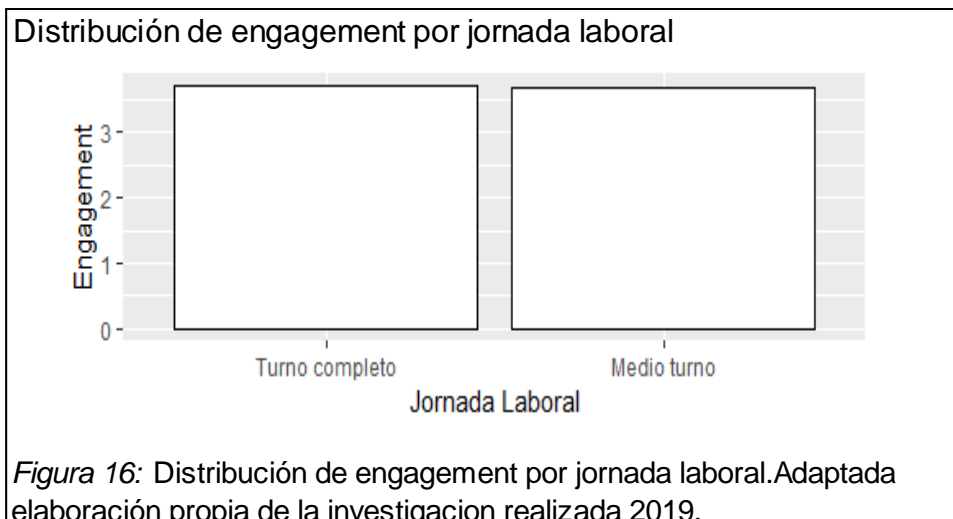 Distribución de engagement por jornada laboral
Engagement
3
2
1
0
Turno completo
Medio turno
Jornada Laboral
Figura 16: Distribución de engagement por jornada laboral.Adaptada
elaboración propia de la investigacion realizada 2019.